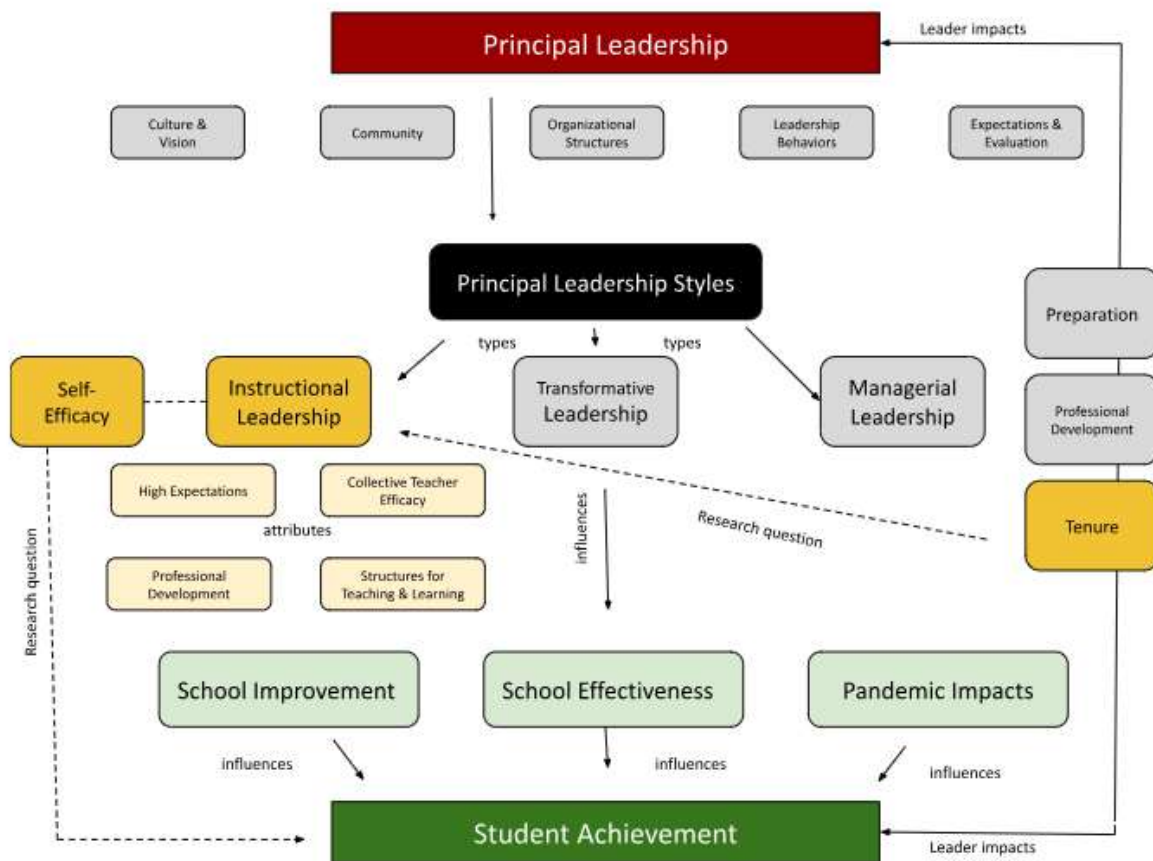 Principal Leadership
Leader impacts
Culture &
Vision
Community
Organizational
Structures
Leadership
Behaviors
Expectations &
Evaluation
Principal Leadership Styles
Preparation
types
types
Self-
Efficacy
Instructional
Leadership
Transformative
Leadership
Managerial
Leadership
Professional
Development
High Expectations
Collective Teacher
Efficacy
attributes
Professional
Development
Structures for
Teaching & Learning
influences
Research question
Tenure
Research question
School Improvement
School Effectiveness
Pandemic Impacts
influences
influences
influences
Student Achievement
Leader impacts